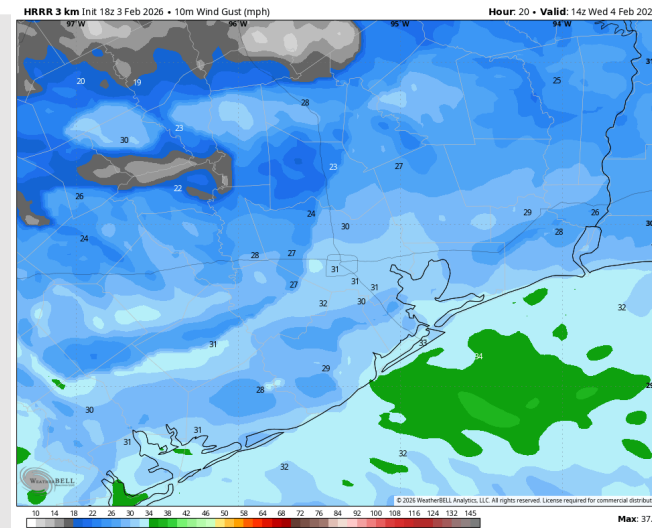 HRRR 3 km Init 18z 3 Feb 2026 • 10m Wind Gust (mph)
Hour: 20 • Valid: 14z Wed 4 Feb 202
97°W 96°W 95°W 94°W
31
20 19 25
28
30 23
23 27
22
26
24 29 26
24 30 28 30
28 27
31
27 31 31
32 30 32
33
31 34
29
28 29
30
31 31
32
32
WEATHERBELL
© 2026 WeatherBELL Analytics, LLC. All rights reserved. License required for commercial distribut
10 14 18 22 26 30 34 38 42 46 50 54 58 62 68 72 76 84 92 100 108 116 124 132 145
Max: 37.